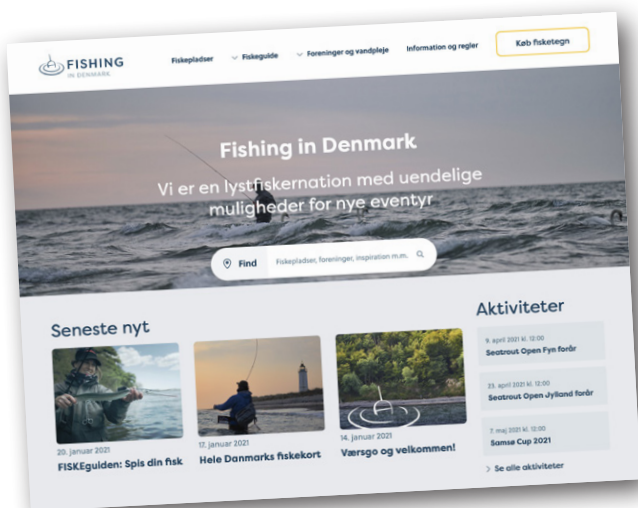 FISHING
IN DENMARK
Fiskepladser
Fiskeguide
Foreninger og vandpleje
Information og regler
Køb fisketegn
Fishing in Denmark
Vi er en lystfiskernation med uendelige
muligheder for nye eventyr
Find
Fiskepladser, foreninger, inspiration m.m.
Seneste nyt
20. januar 2021
FISKEguiden: Spis din fisk
17. januar 2021
Hele Danmarks fiskekort
14. januar 2021
Værsgo og velkommen!
Aktiviteter
9. april 2021 kl. 12:00
Seatrout Open Fyn forår
23. april 2021 kl. 12:00
Seatrout Open Jylland forår
7. maj 2021 kl. 12:00
Samsø Cup 2021
Se alle aktiviteter